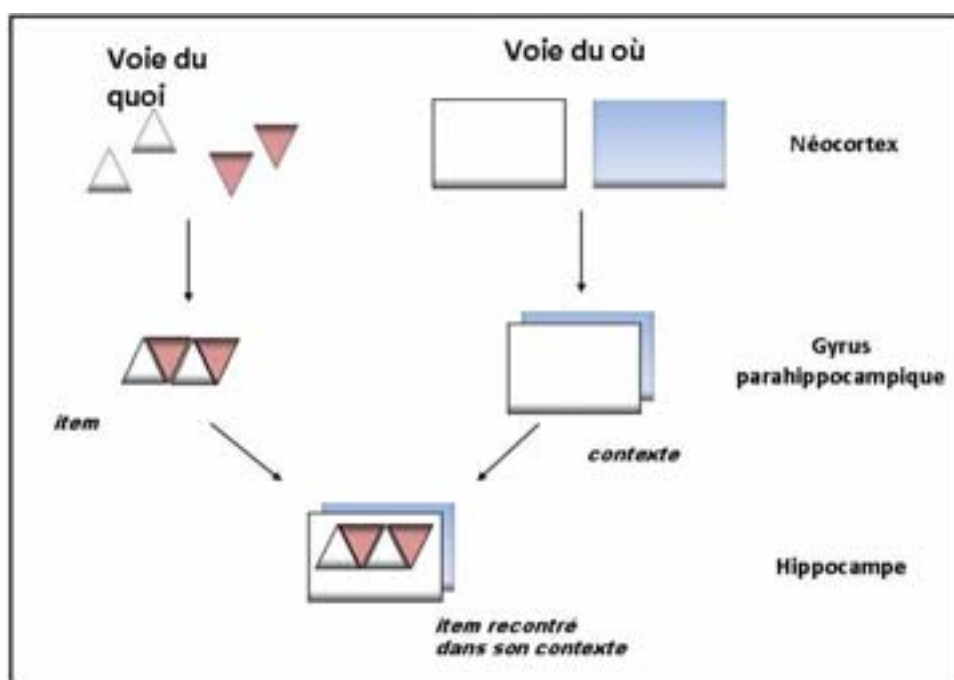 Voie du
quoi
Voie du où
Néocortex
Gyrus
parahippocampique
item
contexte
Hippocampe
item recontré
dans son contexte